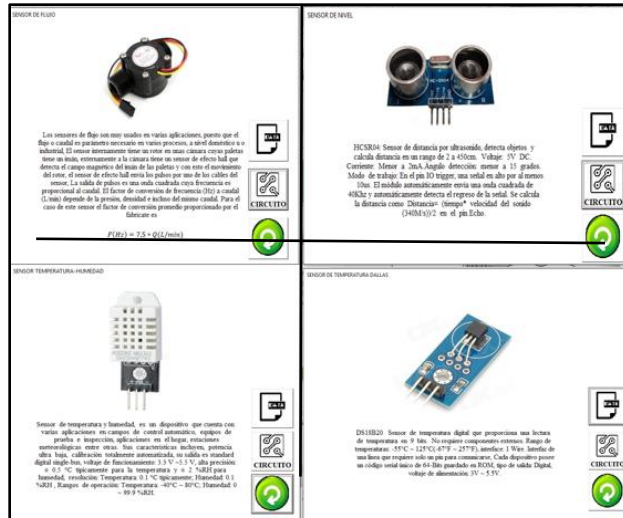 SENSOR DE FLUJO
Los sensores de flujo son muy usados en varias aplicaciones, puesto que el
flujo o caudal es parámetro necesario en varios procesos, a nivel doméstico u o
industrial, El sensor internamente tiene un rotor en unas cámara cuyas paletas
tiene un imán, externamente a la cámara tiene un sensor de efecto hall que
detecta el campo magnético del imán de las paletas y con esto el movimiento
del rotor, el sensor de efecto hall envía los pulsos por uno de los cables del
sensor, La salida de pulsos es una onda cuadrada cuya frecuencia es
proporcional al caudal. El factor de conversión de frecuencia (Hz) a caudal
(L/min) depende de la presión, densidad e incluso del mismo caudal. Para el
caso de este sensor el factor de conversión promedio proporcionado por el
fabricate es
F(Hz) = 7.5 * Q(L/min)
DATA
CIRCUITO
SENSOR DE NIVEL
HC-SR04
HCSR04: Sensor de distancia por ultrasonido, detecta objetos y
calcula distancia en un rango de 2 a 450cm. Voltaje: 5V DC.
Corriente: Menor a 2mA.Angulo detección: menor a 15 grados.
Modo de trabajo: En el pin IO trigger, una señal en alto por al menos
10us. El módulo automáticamente envía una onda cuadrada de
40Khz y automáticamente detecta el regreso de la señal. Se calcula
la distancia como Distancia= (tiempo* velocidad del sonido
(340M/s))/2 en el pin Echo.
DATA
CIRCUITO
SENSOR TEMPERATURA-HUMEDAD
Sensor de temperatura y humedad, es un dispositivo que cuenta con
varias aplicaciones en campos de control automático, equipos de
prueba e inspección, aplicaciones en el hogar, estaciones
meteorológicas entre otras. Sus características incluyen, potencia
ultra baja, calibración totalmente automatizada, su salida es standard
digital single-bus, voltaje de funcionamiento: 3.3 V ~5.5 V, alta precisión
± 0.5 °C típicamente para la temperatura y ± 2 %RH para
humedad, resolución: Temperatura: 0.1 °C típicamente; Humedad 0.1
%RH , Rangos de operación: Temperatura: -40°C ~ 80°C; Humedad 0
~ 99.9 %RH.
DATA
CIRCUITO
SENSOR DE TEMPERATURA DALLAS
DS18B20 Sensor de temperatura digital que proporciona una lectura
de temperatura en 9 bits. No requiere componentes externos. Rango de
temperaturas: -55°C ~ 125°C(-67°F ~ 257°F), interface: 1 Wire. Interfaz de
una línea que requiere solo un pin para comunicarse, Cada dispositivo posee
un código serial único de 64-Bits guardado en ROM, tipo de salida: Digital,
voltaje de alimentación: 3V ~ 5.5V.
DATA
CIRCUITO